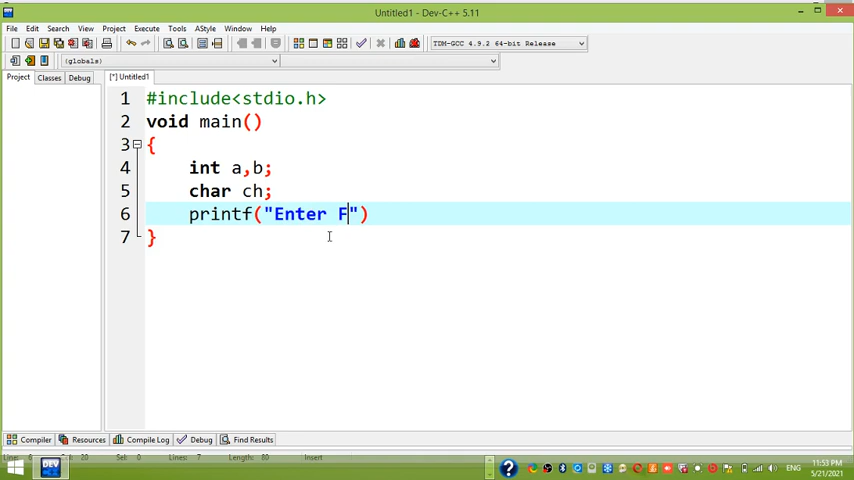 Untitled1 - Dev-C++ 5.11
File Edit Search View Project Execute Tools AStyle Window Help
TDM-GCC 4.9.2 64-bit Release
(globals)
Project Classes Debug [*] Untitled1
1 #include<stdio.h>
2 void main()
3 {
4 int a,b;
5 char ch;
6 printf("Enter F")
7 }
Compiler Resources Compile Log Debug Find Results
Sel: 0 Lines: 7 Length: 80 Insert
DEV ENG 11:53 PM
5/21/2021